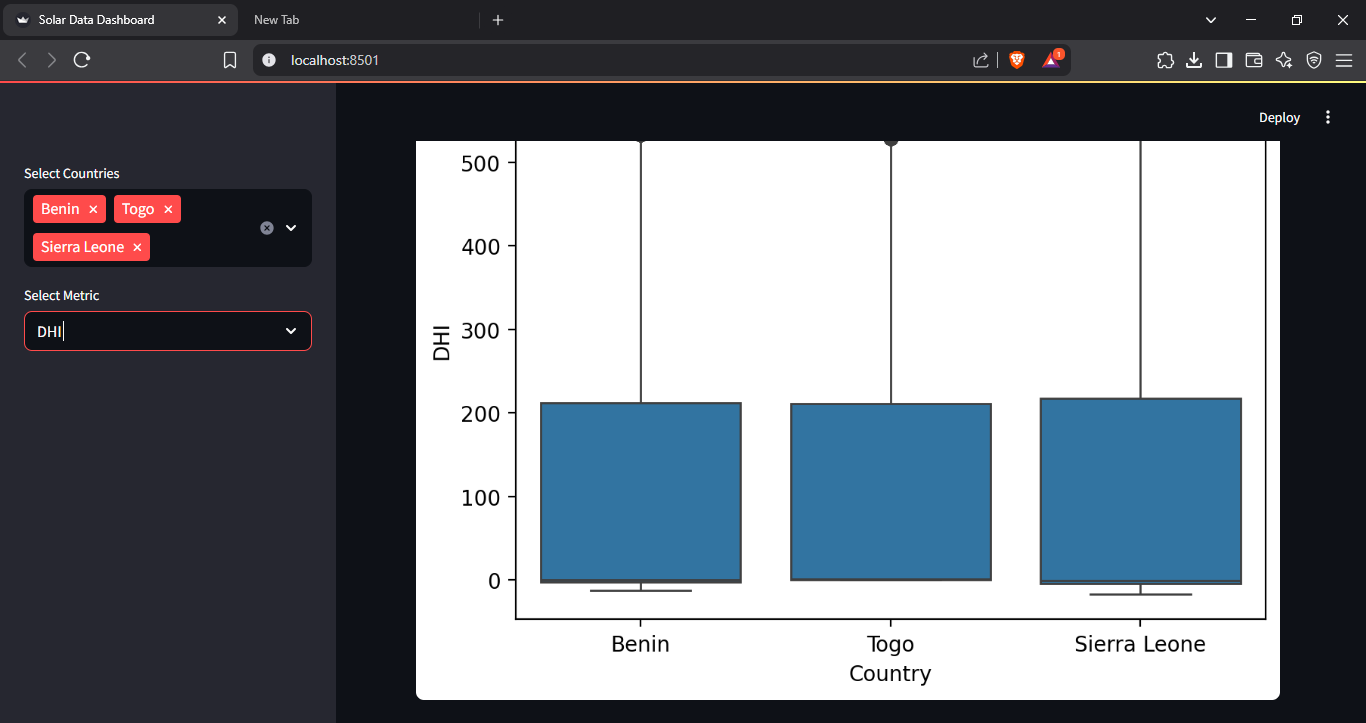 Solar Data Dashboard
New Tab
localhost:8501
1
Deploy
Select Countries
Benin
Togo
Sierra Leone
Select Metric
DHI
500
400
300
200
100
0
DHI
Benin
Togo
Sierra Leone
Country